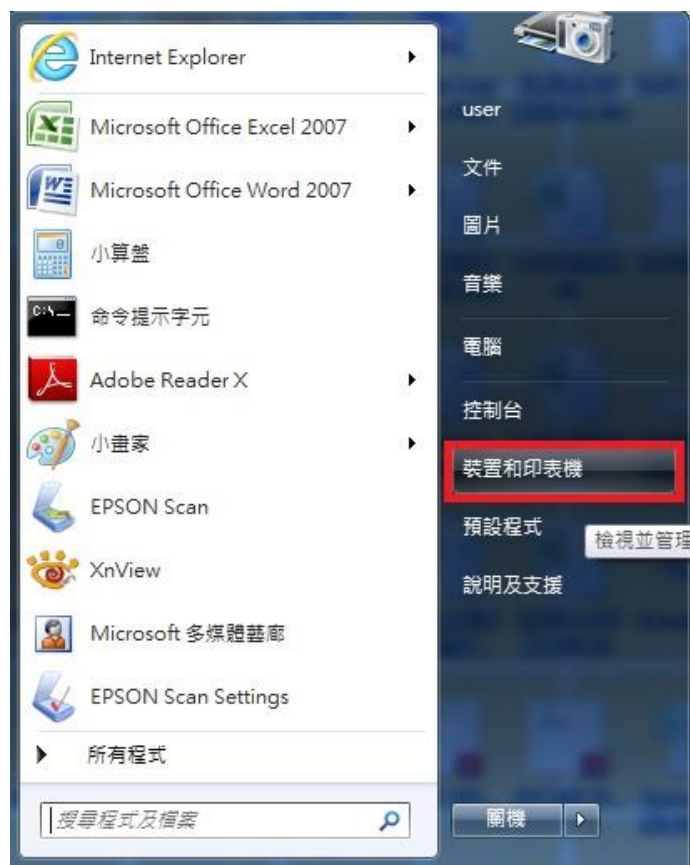 Internet Explorer
Microsoft Office Excel 2007
Microsoft Office Word 2007
小算盤
C:\
命令提示字元
Adobe Reader X
小畫家
EPSON Scan
XnView
Microsoft 多媒體藝廊
EPSON Scan Settings
所有程式
搜尋程式及檔案
user
文件
圖片
音樂
電腦
控制台
裝置和印表機
預設程式
檢視並管理
說明及支援
關機